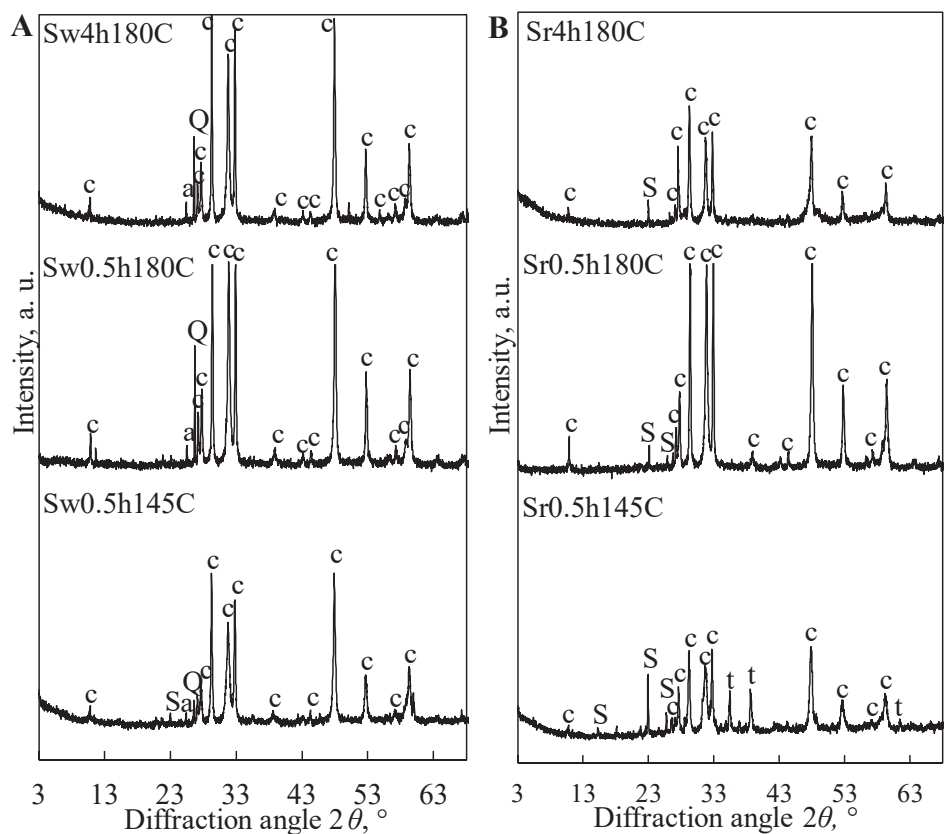 A
Sw4h180C
c c c c
Q
c
c a c c c c c c c c c
Sw0.5h180C
c c c c
Q
c c
c a c c c c c c c
Sw0.5h145C
c c c c
c S a Q c c c c c c
3 13 23 33 43 53 63
Diffraction angle 2θ, °
Intensity, a. u.
B
Sr4h180C
c c c c
c c
c S c c c
Sr0.5h180C
c c c c
c c
c S S c c c c c
Sr0.5h145C
c c c c
S S c t t
c S c c c c t
3 13 23 33 43 53 63
Diffraction angle 2θ, °
Intensity, a.u.